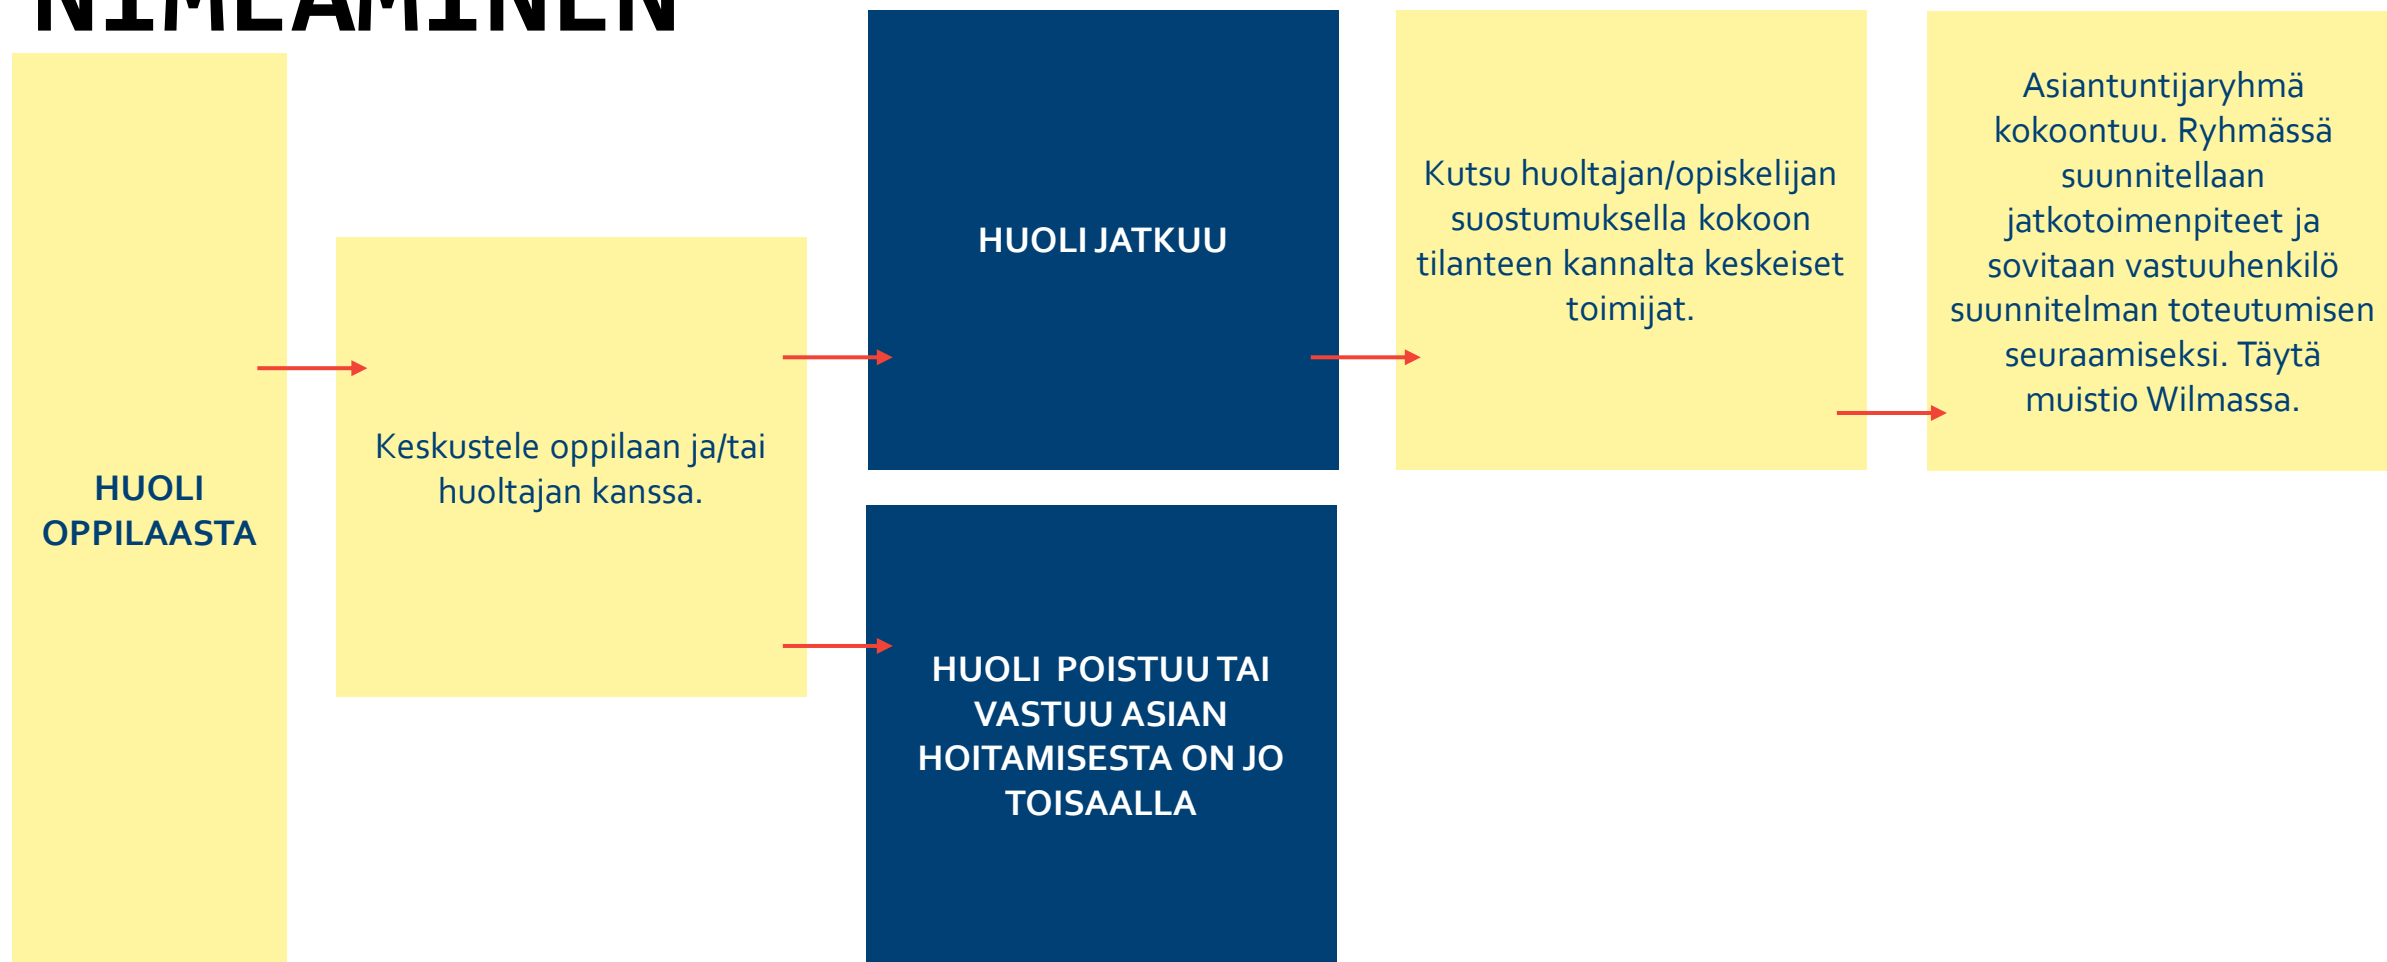 NIMEÄMINEN
HUOLI
OPPILAASTA
Keskustele oppilaan ja/tai
huoltajan kanssa.
HUOLI JATKUU
HUOLI  POISTUU TAI
VASTUU ASIAN
HOITAMISESTA ON JO
TOISAALLA
Kutsu huoltajan/opiskelijan
suostumuksella kokoon
tilanteen kannalta keskeiset
toimijat.
Asiantuntijaryhmä
kokoontuu. Ryhmässä
suunnitellaan
jatkotoimenpiteet ja
sovitaan vastuuhenkilö
suunnitelman toteutumisen
seuraamiseksi. Täytä
muistio Wilmassa.